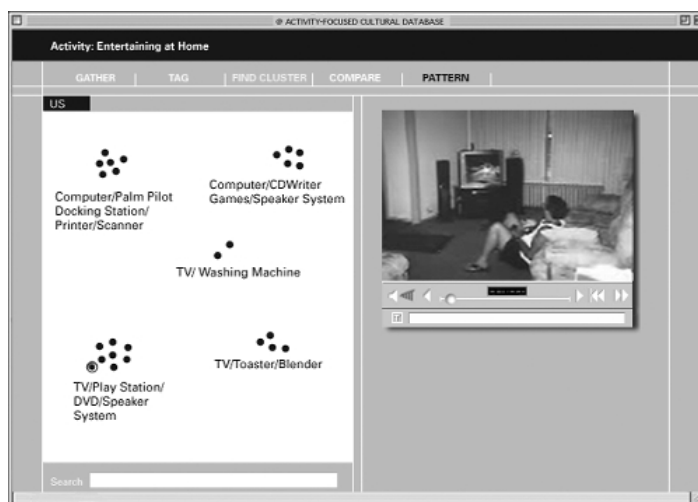 @ ACTIVITY-FOCUSED CULTURAL DATABASE
Activity: Entertaining at Home
GATHER | TAG | FIND CLUSTER | COMPARE | PATTERN |
US
Computer/Palm Pilot
Docking Station/
Printer/Scanner
Computer/CDWriter
Games/Speaker System
TV/ Washing Machine
TV/Play Station/
DVD/Speaker
System
TV/Toaster/Blender
Search